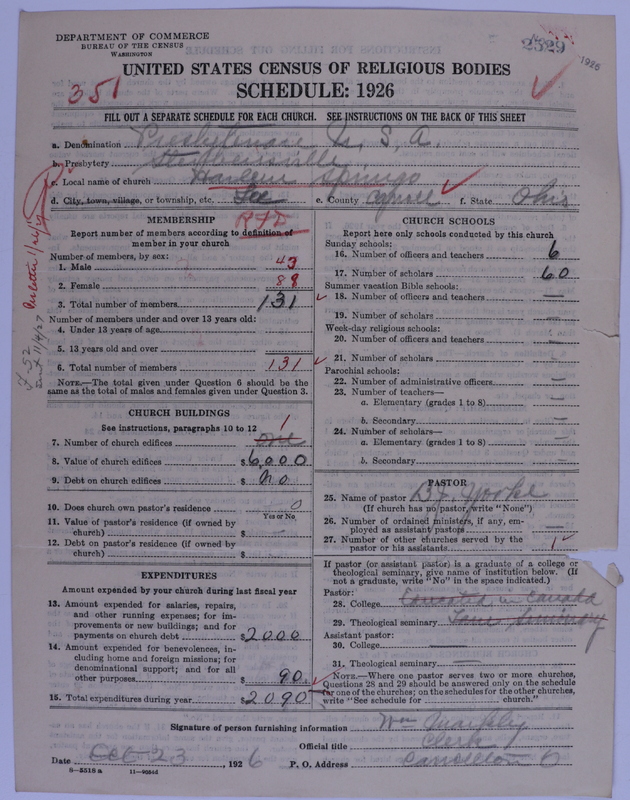 DEPARTMENT OF COMMERCE
BUREAU OF THE CENSUS
WASHINGTON
2329
1926
UNITED STATES CENSUS OF RELIGIOUS BODIES
351
SCHEDULE: 1926
FILL OUT A SEPARATE SCHEDULE FOR EACH CHURCH. SEE INSTRUCTIONS ON THE BACK OF THIS SHEET
a. Denomination Presbyterian U. S. A.
b. Presbytery Steubenville
c. Local name of church Harlem Springs
d. City, town, village, or township, etc. Lee e. County Carroll f. State Ohio
RFD
MEMBERSHIP
Report number of members according to definition of
member in your church
Number of members, by sex:
1. Male 43
2. Female 88
3. Total number of members 131
Number of members under and over 13 years old:
4. Under 13 years of age
5. 13 years old and over
6. Total number of members 131
NOTE.—The total given under Question 6 should be the
same as the total of males and females given under Question 3.
CHURCH BUILDINGS
See instructions, paragraphs 10 to 12
1
7. Number of church edifices One
8. Value of church edifices $6,000
9. Debt on church edifices $ No
10. Does church own pastor's residence 0
Yes or No
11. Value of pastor's residence (if owned by
church) $ —
12. Debt on pastor's residence (if owned by
church) $
EXPENDITURES
Amount expended by your church during last fiscal year
13. Amount expended for salaries, repairs,
and other running expenses; for im-
provements or new buildings; and for
payments on church debt $2000
14. Amount expended for benevolences, in-
cluding home and foreign missions; for
denominational support; and for all
other purposes $ 90.
15. Total expenditures during year $2090
CHURCH SCHOOLS
Report here only schools conducted by this church
Sunday schools:
16. Number of officers and teachers 6
17. Number of scholars 60
Summer vacation Bible schools:
18. Number of officers and teachers —
19. Number of scholars —
Week-day religious schools:
20. Number of officers and teachers —
21. Number of scholars —
Parochial schools:
22. Number of administrative officers —
23. Number of teachers—
a. Elementary (grades 1 to 8) —
b. Secondary —
24. Number of scholars—
a. Elementary (grades 1 to 8) —
b. Secondary —
PASTOR
25. Name of pastor
(If church has no pastor, write "None")
26. Number of ordained ministers, if any, em-
ployed as assistant pastors —
27. Number of other churches served by the
pastor or his assistants 1
If pastor (or assistant pastor) is a graduate of a college or
theological seminary, give name of institution below. (If
not a graduate, write "No" in the space indicated.)
Pastor:
28. College in Canada
29. Theological seminary Lane Seminary
Assistant pastor:
30. College —
31. Theological seminary —
NOTE.—Where one pastor serves two or more churches,
Questions 28 and 29 should be answered only on the schedule
for one of the churches; on the schedules for the other churches,
write "See schedule for church."
Signature of person furnishing information Wm Markley
Official title Clerk
Date Oct 23, 1926 P. O. Address Carrollton O
8—5518 a 11—9264d